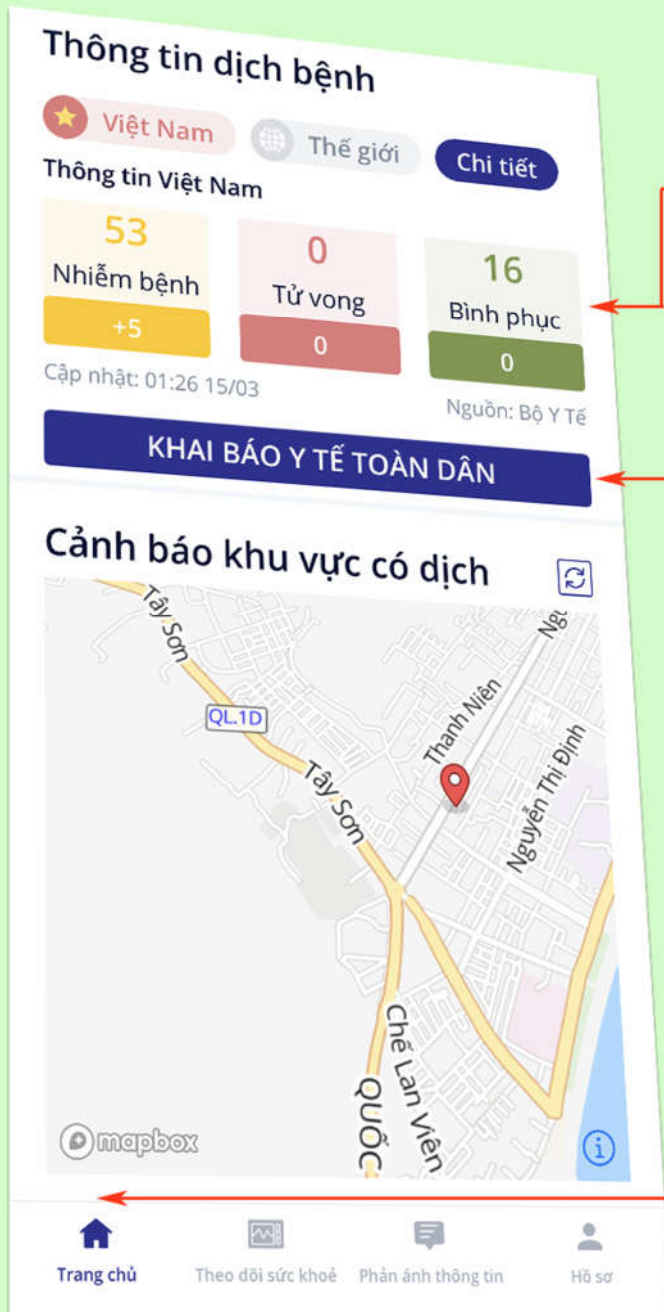 Thông tin dịch bệnh
Việt Nam
Thế giới
Chi tiết
Thông tin Việt Nam
53
Nhiễm bệnh
+5
0
Tử vong
0
16
Bình phục
0
Cập nhật: 01:26 15/03
Nguồn: Bộ Y Tế
KHAI BÁO Y TẾ TOÀN DÂN
Cảnh báo khu vực có dịch
Tây Sơn
QL.1D
Tây Sơn
Thanh Niên
Nguyễn Thị Định
Chế Lan Viên
QUỐC
mapbox
Trang chủ
Theo dõi sức khoẻ
Phản ánh thông tin
Hồ sơ